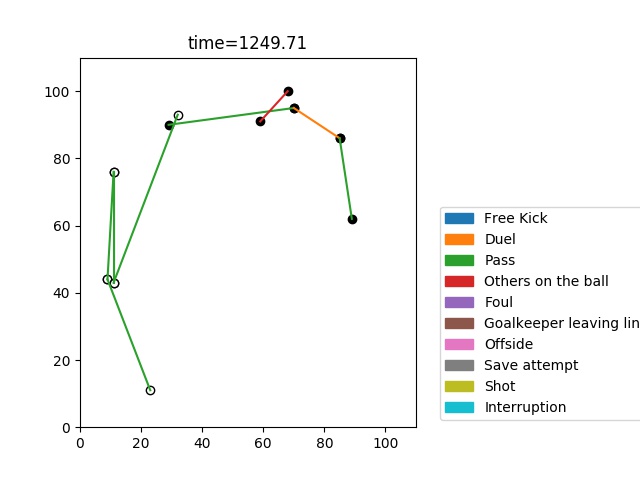 time=1249.71
100
80
60
40
20
0
0 20 40 60 80 100
Free Kick
Duel
Pass
Others on the ball
Foul
Goalkeeper leaving lin
Offside
Save attempt
Shot
Interruption